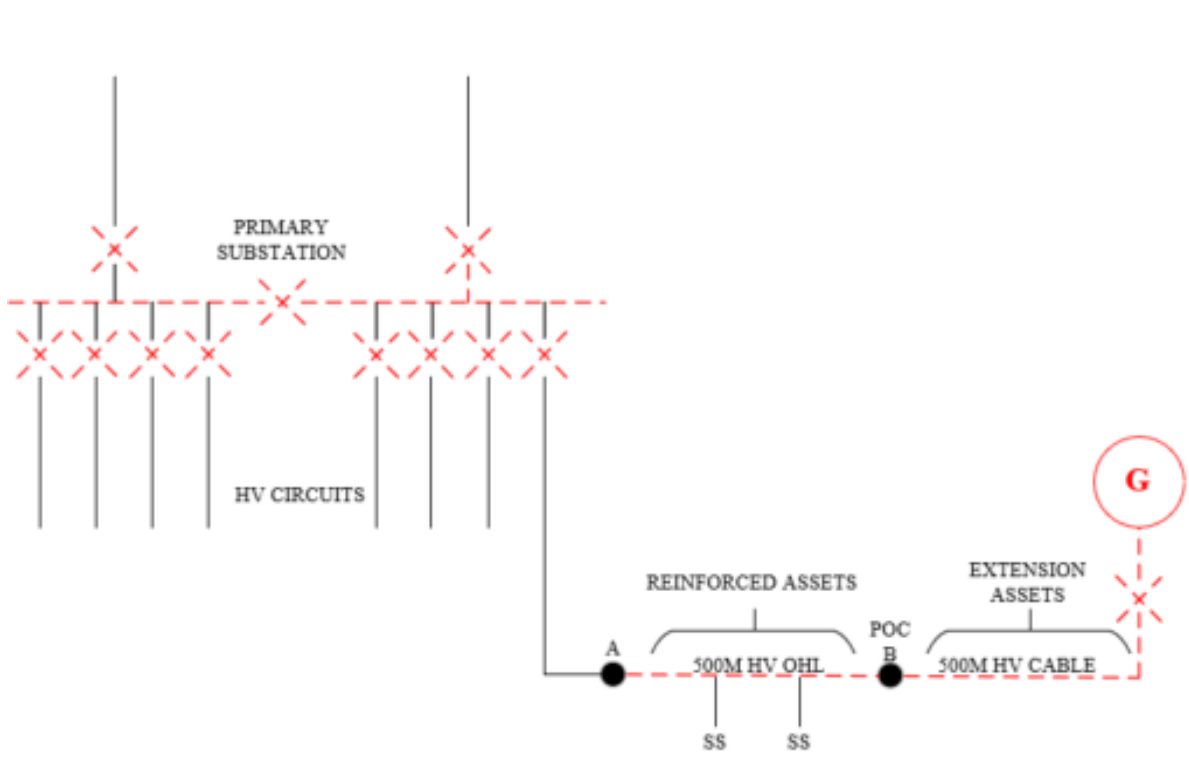 PRIMARY
SUBSTATION
HV CIRCUITS
G
REINFORCED ASSETS
EXTENSION
ASSETS
A
POC
B
500M HV OHL
500M HV CABLE
SS
SS